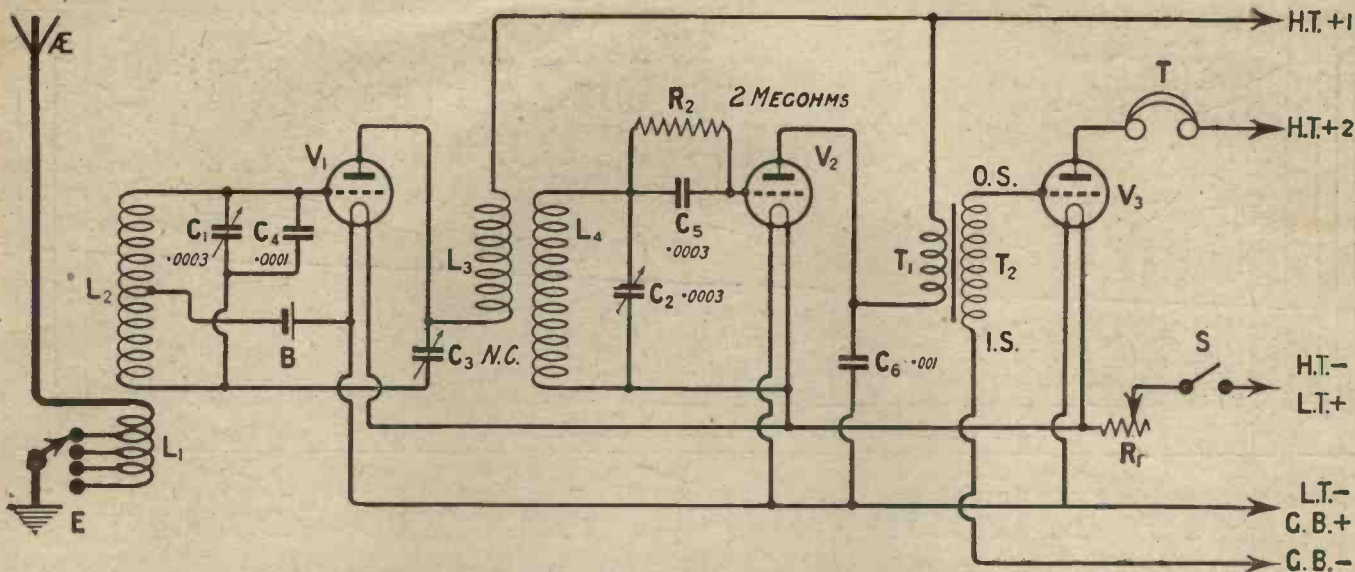 Æ
H.T.+1
T
H.T.+2
R2 2 MEGOHMS
V1
V2
O.S.
V3
C1 .0003
C4 .0001
L3
L4
C5 .0003
T1
T2
L2
C2 .0003
B
C3 N.C.
I.S.
C6 .001
S
H.T.-
L.T.+
L1
Rr
E
L.T.-
G.B.+
G.B.-